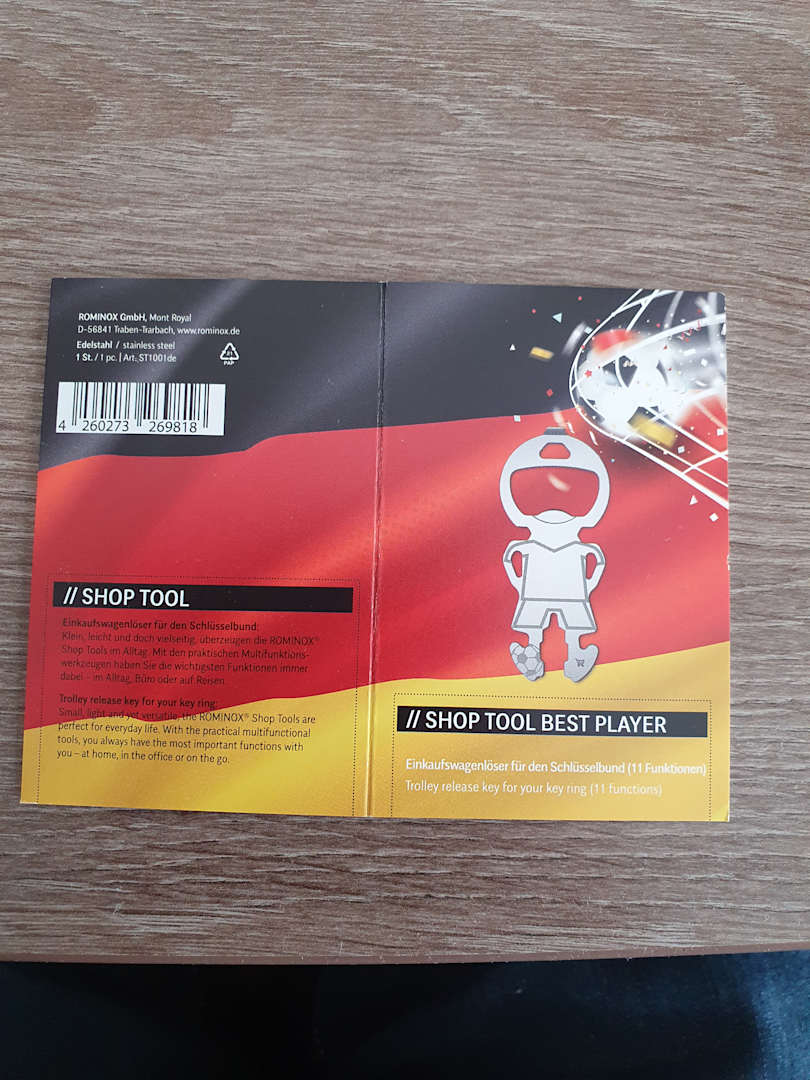 ROMINOX GmbH, Mont Royal
D-56841 Traben-Trarbach, www.rominox.de
Edelstahl / stainless steel
1 St. / 1 pc. | Art. ST1001de
81
PAP
4 260273 269818
// SHOP TOOL
Einkaufswagenlöser für den Schlüsselbund:
Klein, leicht und doch vielseitig, überzeugen die ROMINOX®
Shop Tools im Alltag. Mit den praktischen Multifunktions-
werkzeugen haben Sie die wichtigsten Funktionen immer
dabei – im Alltag, Büro oder auf Reisen.
Trolley release key for your key ring:
Small, light and yet versatile, the ROMINOX® Shop Tools are
perfect for everyday life. With the practical multifunctional
tools, you always have the most important functions with
you – at home, in the office or on the go.
// SHOP TOOL BEST PLAYER
Einkaufswagenlöser für den Schlüsselbund (11 Funktionen)
Trolley release key for your key ring (11 functions)